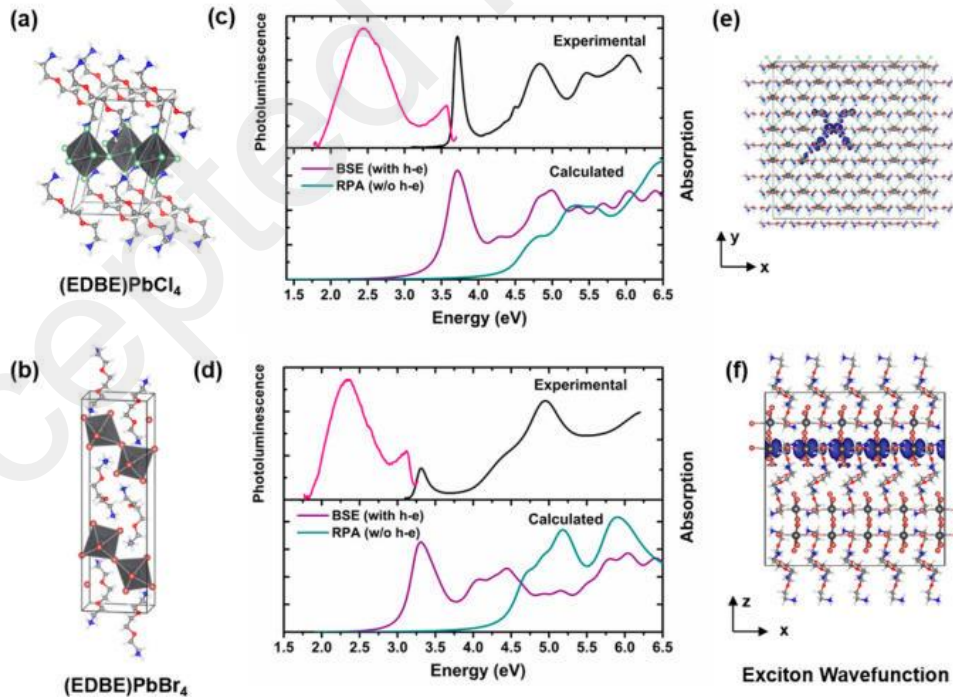 (a)
(EDBE)PbCl₄
(c)
Photoluminescence
Experimental
BSE (with h-e)
RPA (w/o h-e)
Calculated
Absorption
1.5 2.0 2.5 3.0 3.5 4.0 4.5 5.0 5.5 6.0 6.5
Energy (eV)
(e)
y
x
(b)
(EDBE)PbBr₄
(d)
Photoluminescence
Experimental
BSE (with h-e)
RPA (w/o h-e)
Calculated
Absorption
1.5 2.0 2.5 3.0 3.5 4.0 4.5 5.0 5.5 6.0 6.5
Energy (eV)
(f)
z
x
Exciton Wavefunction